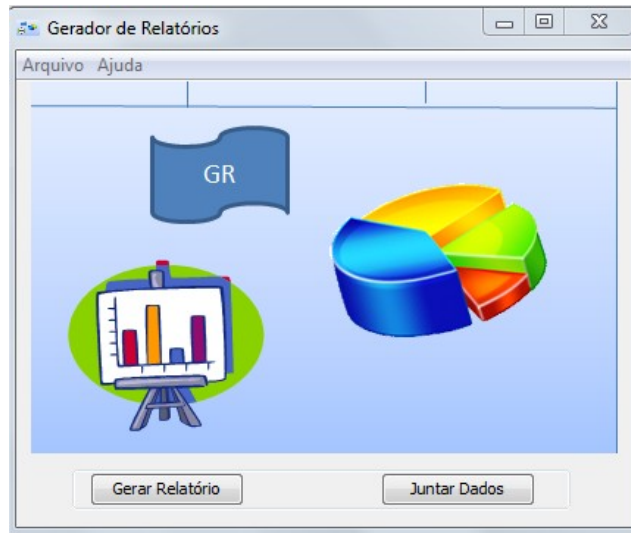 Gerador de Relatórios
Arquivo Ajuda
GR
Gerar Relatório
Juntar Dados